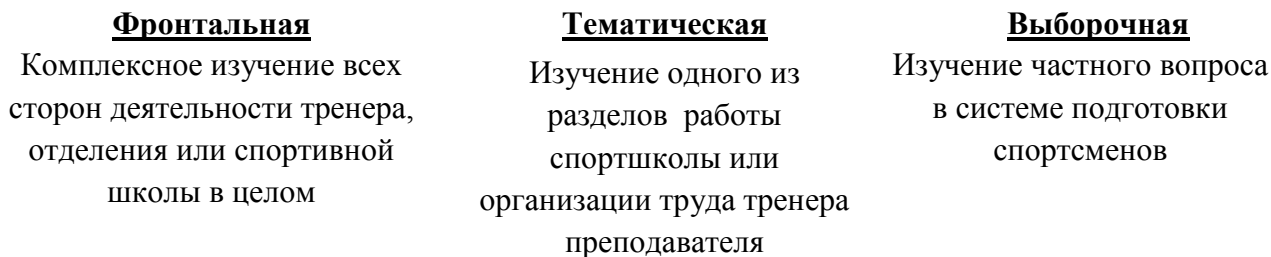 Фронтальная
Комплексное изучение всех
сторон деятельности тренера,
отделения или спортивной
школы в целом
Тематическая
Изучение одного из
разделов работы
спортшколы или
организации труда тренера
преподавателя
Выборочная
Изучение частного вопроса
в системе подготовки
спортсменов